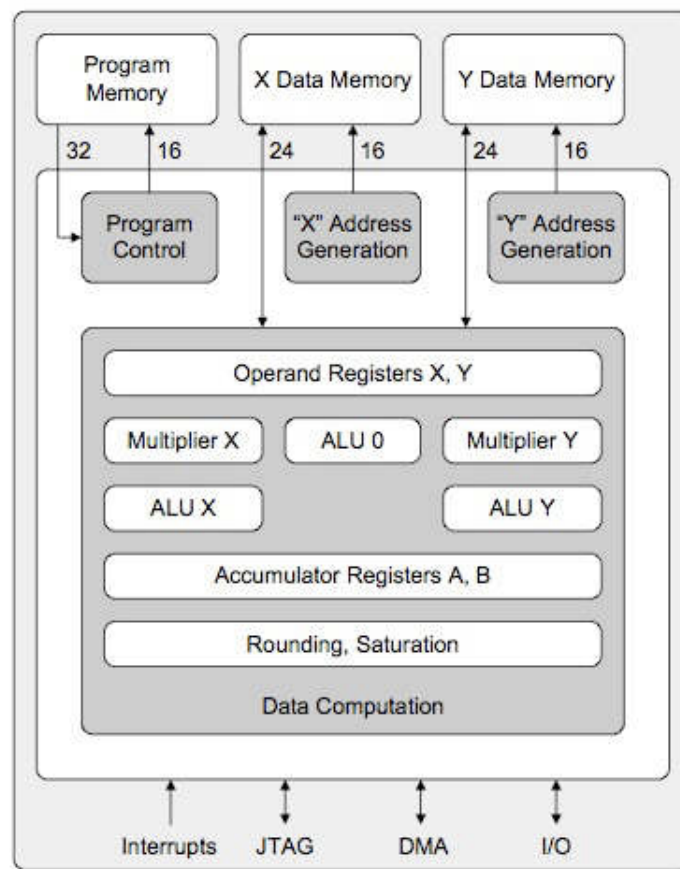 Program
Memory
X Data Memory
Y Data Memory
32
16
24
16
24
16
Program
Control
“X” Address
Generation
“Y” Address
Generation
Operand Registers X, Y
Multiplier X
ALU 0
Multiplier Y
ALU X
ALU Y
Accumulator Registers A, B
Rounding, Saturation
Data Computation
Interrupts
JTAG
DMA
I/O